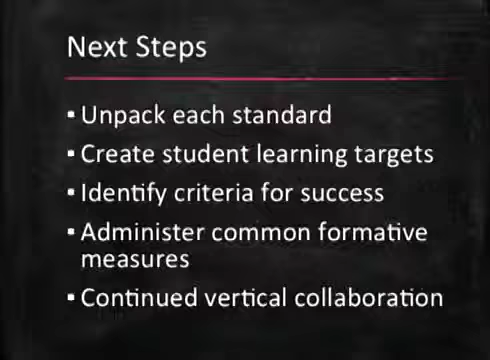 Next Steps
▪ Unpack each standard
▪ Create student learning targets
▪ Identify criteria for success
▪ Administer common formative
measures
▪ Continued vertical collaboration